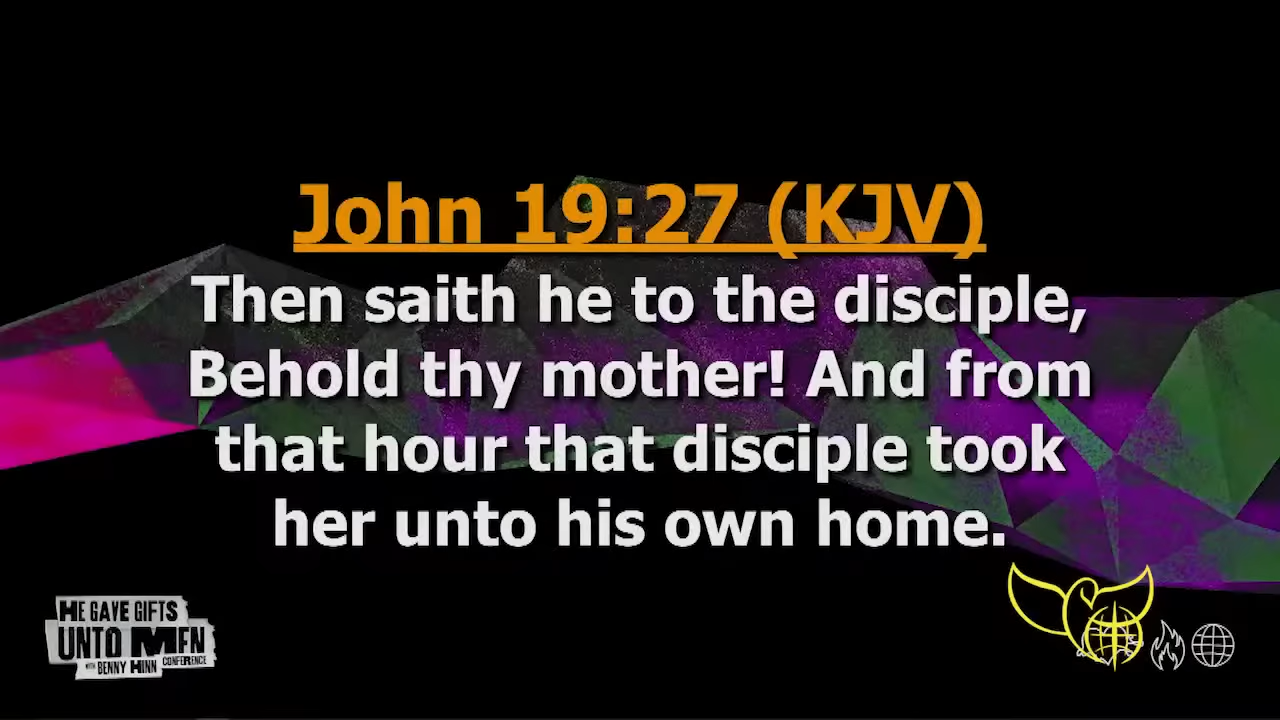 John 19:27 (KJV)
Then saith he to the disciple,
Behold thy mother! And from
that hour that disciple took
her unto his own home.
HE GAVE GIFTS
UNTO MEN
WITH BENNY HINN CONFERENCE